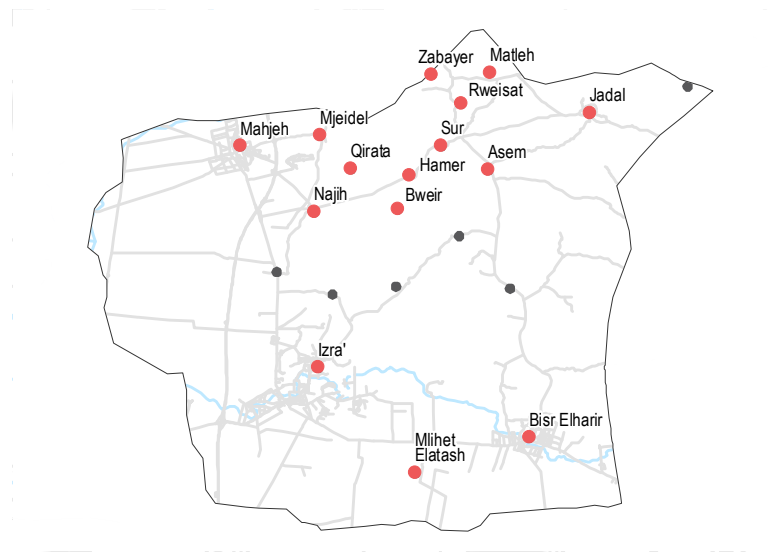 Zabayer
Matleh
Rweisat
Jadal
Mjeidel
Mahjeh
Sur
Qirata
Asem
Hamer
Najih
Bweir
Izra'
Bisr Elharir
Mlihet
Elatash